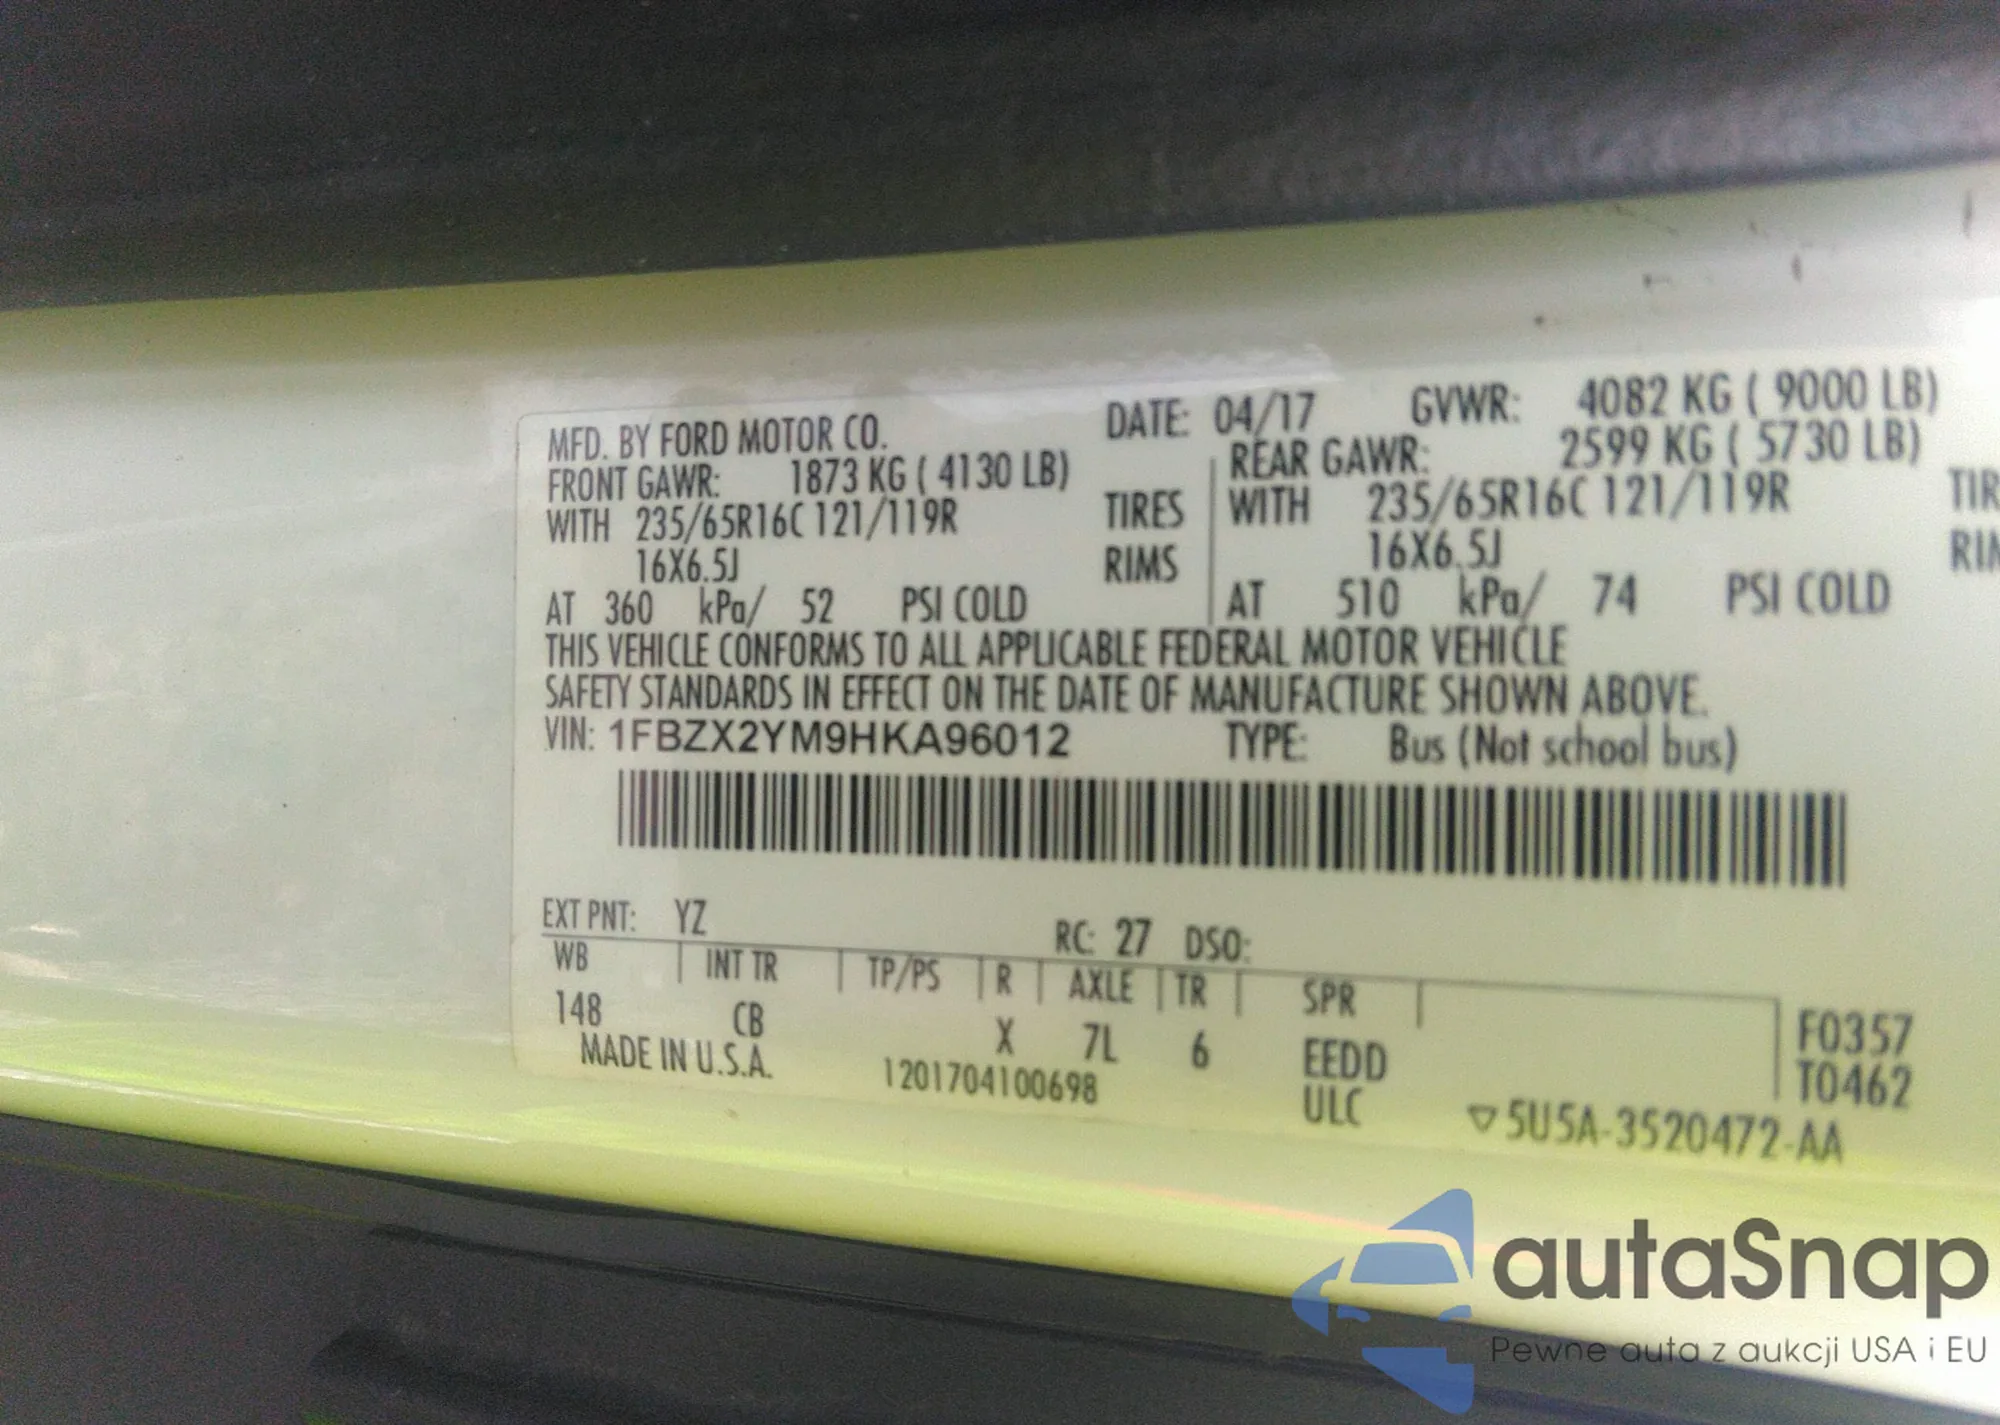 MFD. BY FORD MOTOR CO. DATE: 04/17 GVWR: 4082 KG ( 9000 LB)
FRONT GAWR: 1873 KG ( 4130 LB) REAR GAWR: 2599 KG ( 5730 LB)
WITH 235/65R16C 121/119R TIRES WITH 235/65R16C 121/119R TIR
16X6.5J RIMS 16X6.5J RIM
AT 360 kPa/ 52 PSI COLD AT 510 kPa/ 74 PSI COLD
THIS VEHICLE CONFORMS TO ALL APPLICABLE FEDERAL MOTOR VEHICLE
SAFETY STANDARDS IN EFFECT ON THE DATE OF MANUFACTURE SHOWN ABOVE.
VIN: 1FBZX2YM9HKA96012 TYPE: Bus (Not school bus)
EXT PNT: YZ RC: 27 DSO:
WB INT TR TP/PS R AXLE TR SPR
148 CB X 7L 6 EEDD F0357
MADE IN U.S.A. 1201704100698 ULC T0462
▽5U5A-3520472-AA
autaSnap
Pewne auta z aukcji USA i EU